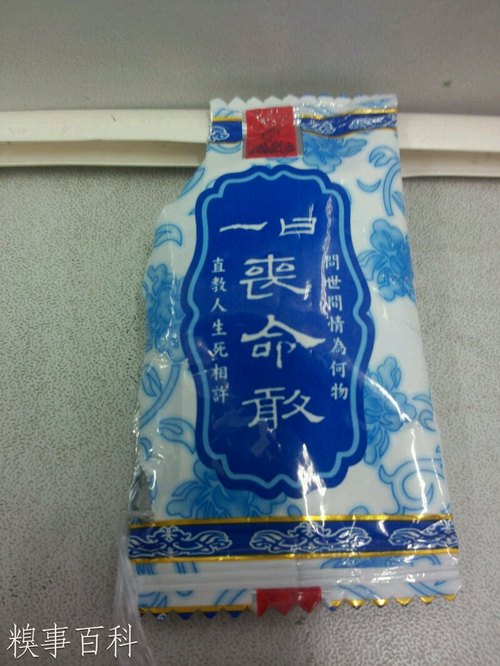 一日
喪命敢
問世間情為何物
直教人生死相許
糗事百科